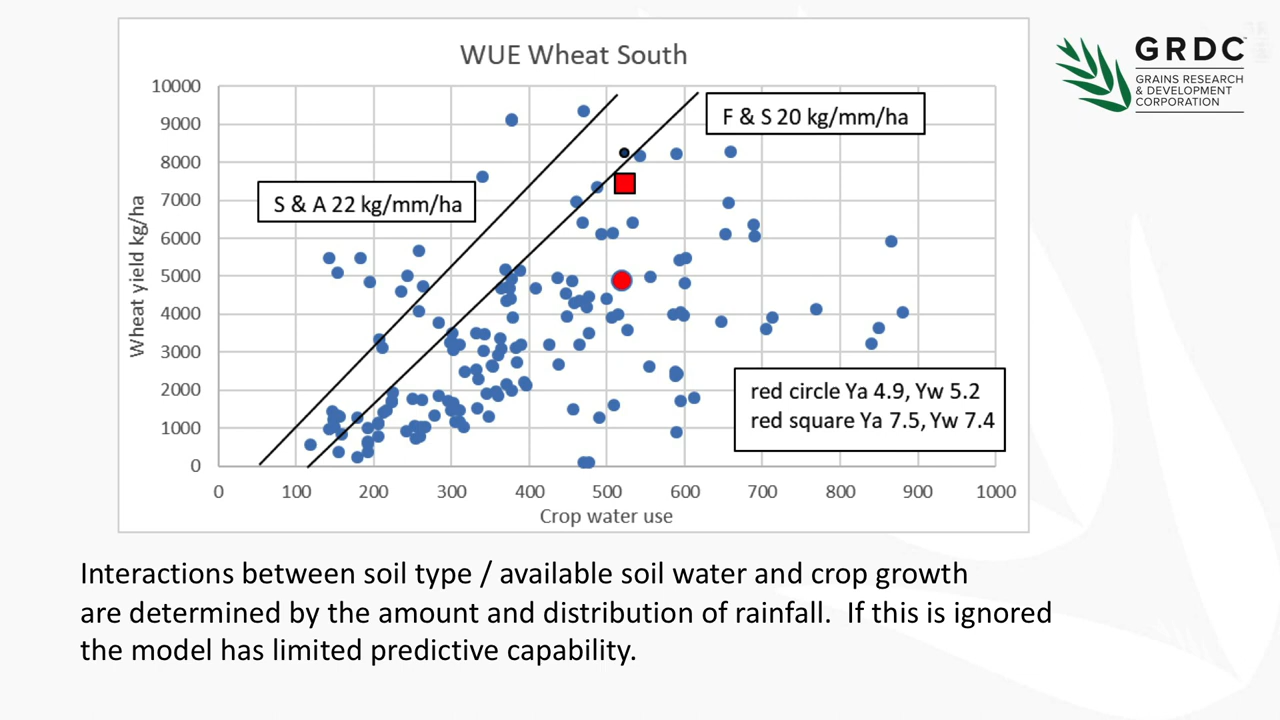 WUE Wheat South
GRDC™
GRAINS RESEARCH
& DEVELOPMENT
CORPORATION
10000
9000
8000
7000
6000
5000
4000
3000
2000
1000
0
Wheat yield kg/ha
F & S 20 kg/mm/ha
S & A 22 kg/mm/ha
red circle Ya 4.9, Yw 5.2
red square Ya 7.5, Yw 7.4
0 100 200 300 400 500 600 700 800 900 1000
Crop water use
Interactions between soil type / available soil water and crop growth
are determined by the amount and distribution of rainfall.  If this is ignored
the model has limited predictive capability.